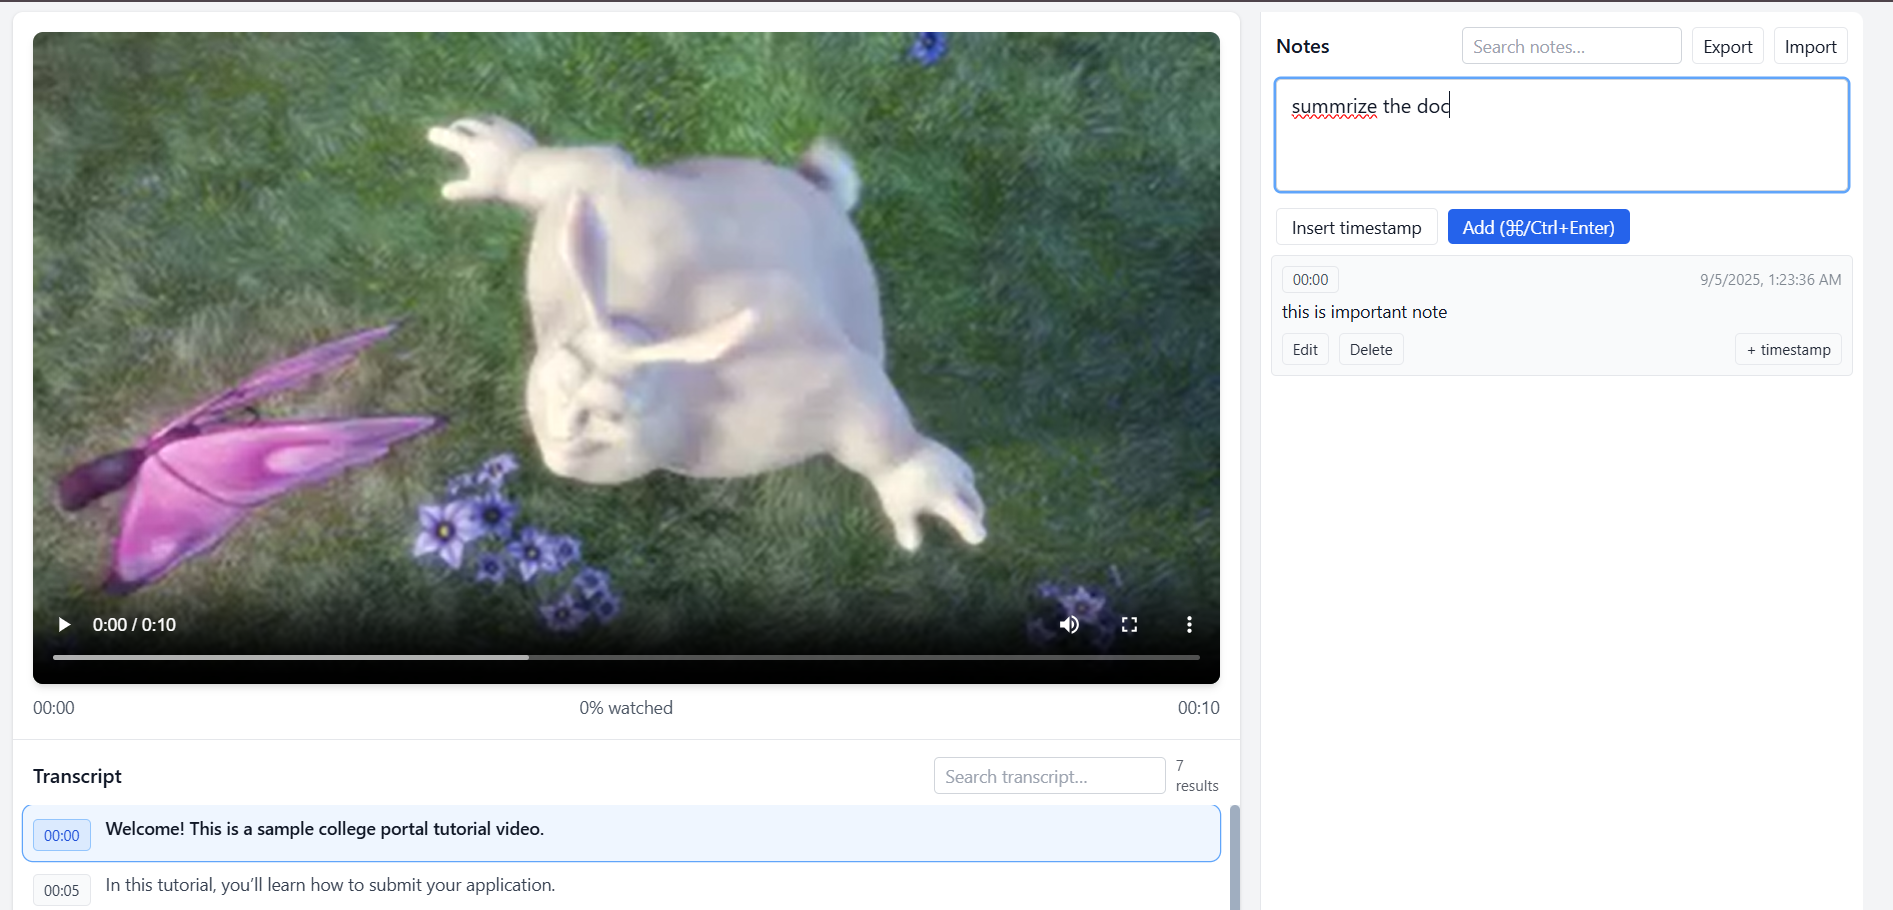 0:00 / 0:10
00:00
0% watched
00:10
Transcript
Search transcript...
7
results
00:00
Welcome! This is a sample college portal tutorial video.
00:05
In this tutorial, you’ll learn how to submit your application.
Notes
Search notes...
Export
Import
summrize the doc
Insert timestamp
Add (⌘/Ctrl+Enter)
00:00
9/5/2025, 1:23:36 AM
this is important note
Edit
Delete
+ timestamp